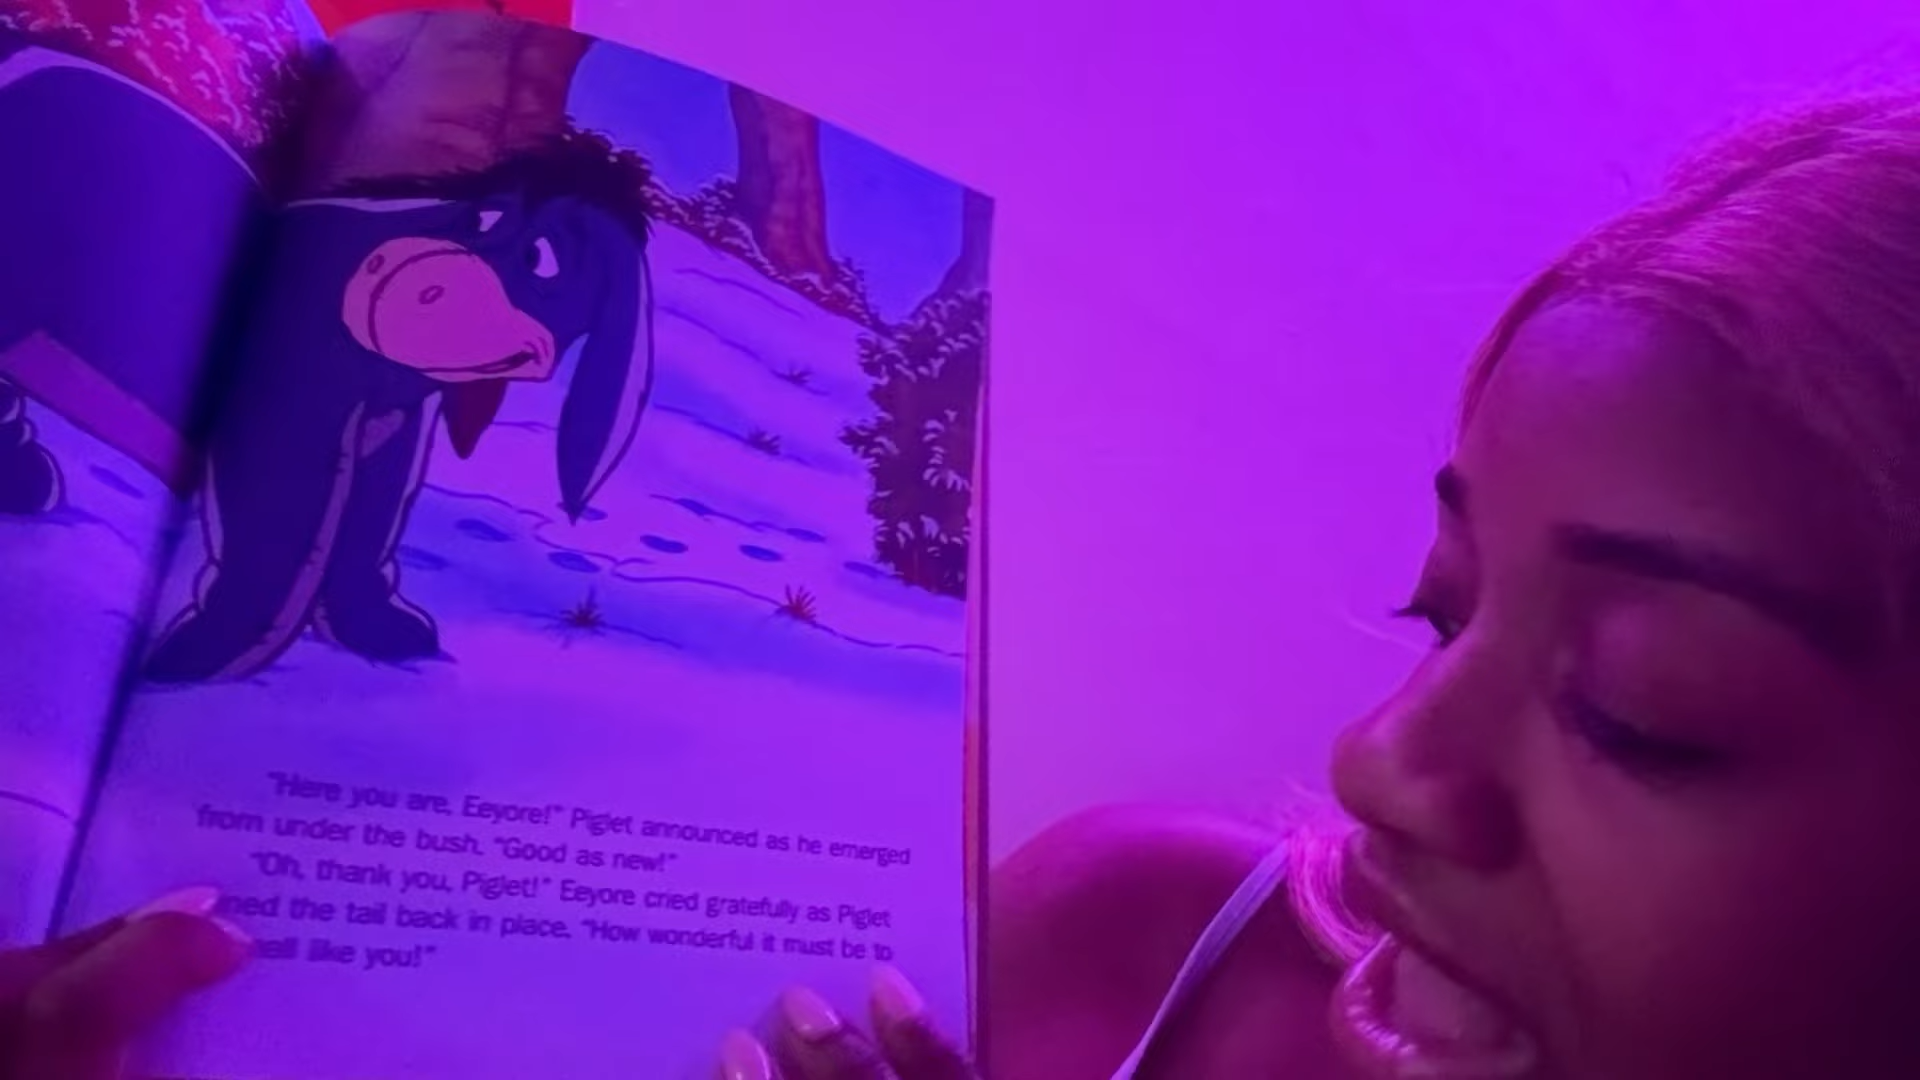 "Here you are, Eeyore!" Piglet announced as he emerged
from under the bush. "Good as new!"
"Oh, thank you, Piglet!" Eeyore cried gratefully as Piglet
the tail back in place. "How wonderful it must be to
like you!"